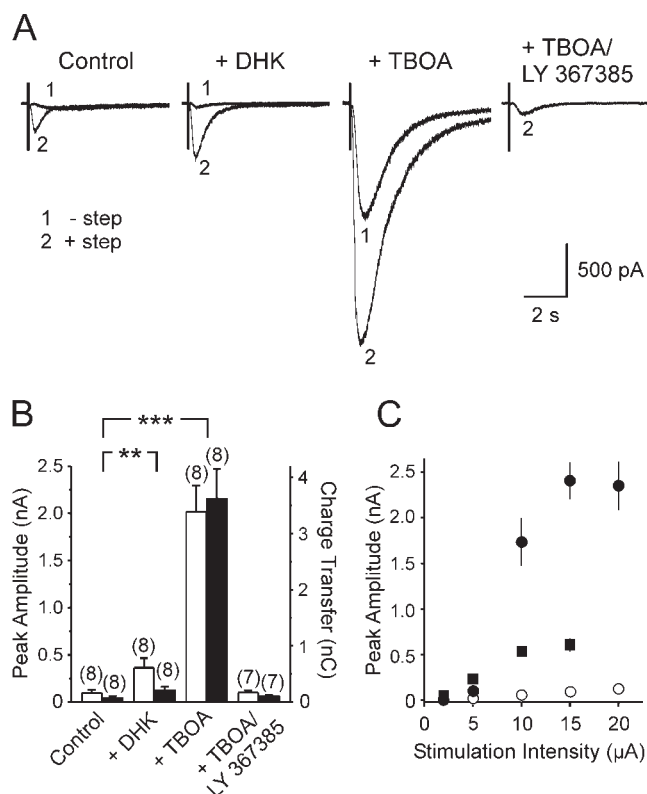 A
Control
+ DHK
+ TBOA
+ TBOA/
LY 367385
1
2
1
2
1
2
2
1 - step
2 + step
500 pA
2 s
B
***
**
(8)
(8)
(8)
(8)
(8)
(8)
(7)
(7)
2.5
2.0
1.5
1.0
0.5
0
Peak Amplitude (nA)
4
3
2
1
0
Charge Transfer (nC)
Control
+ DHK
+ TBOA
+ TBOA/
LY 367385
C
2.5
2.0
1.5
1.0
0.5
0
Peak Amplitude (nA)
5
10
15
20
Stimulation Intensity (µA)